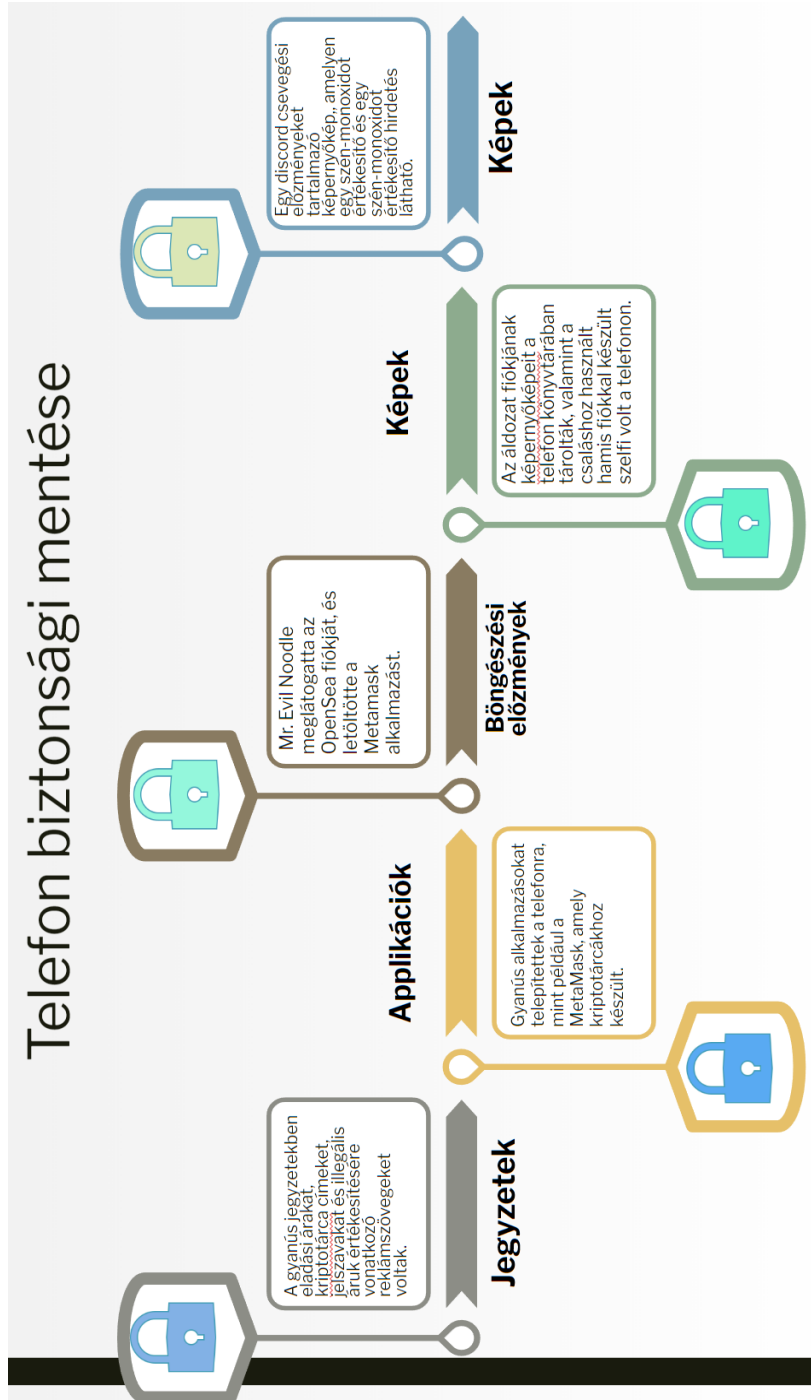 Telefon biztonsági mentése
A gyanús jegyzetekben
eladási árakat,
kriptotárca címeket,
jelszavakat és illegális
áruk értékesítésére
vonatkozó
reklámszövegeket
voltak.
Jegyzetek
Applikációk
Gyanús alkalmazásokat
telepítettek a telefonra,
mint például a
MetaMask, amely
kriptotárcákhoz
készült.
Mr. Evil Noodle
meglátogatta az
OpenSea fiókját, és
letöltötte a
Metamask
alkalmazást.
Böngészési
előzmények
Képek
Az áldozat fiókjának
képernyőképeit a
telefon könyvtárában
tárolták, valamint a
csaláshoz használt
hamis fiókkal készült
szelfi volt a telefonon.
Egy discord csevegési
előzményeket
tartalmazó
képernyőkép,, amelyen
egy szén-monoxidot
értékesítő és egy
szén-monoxidot
értékesítő hirdetés
látható.
Képek